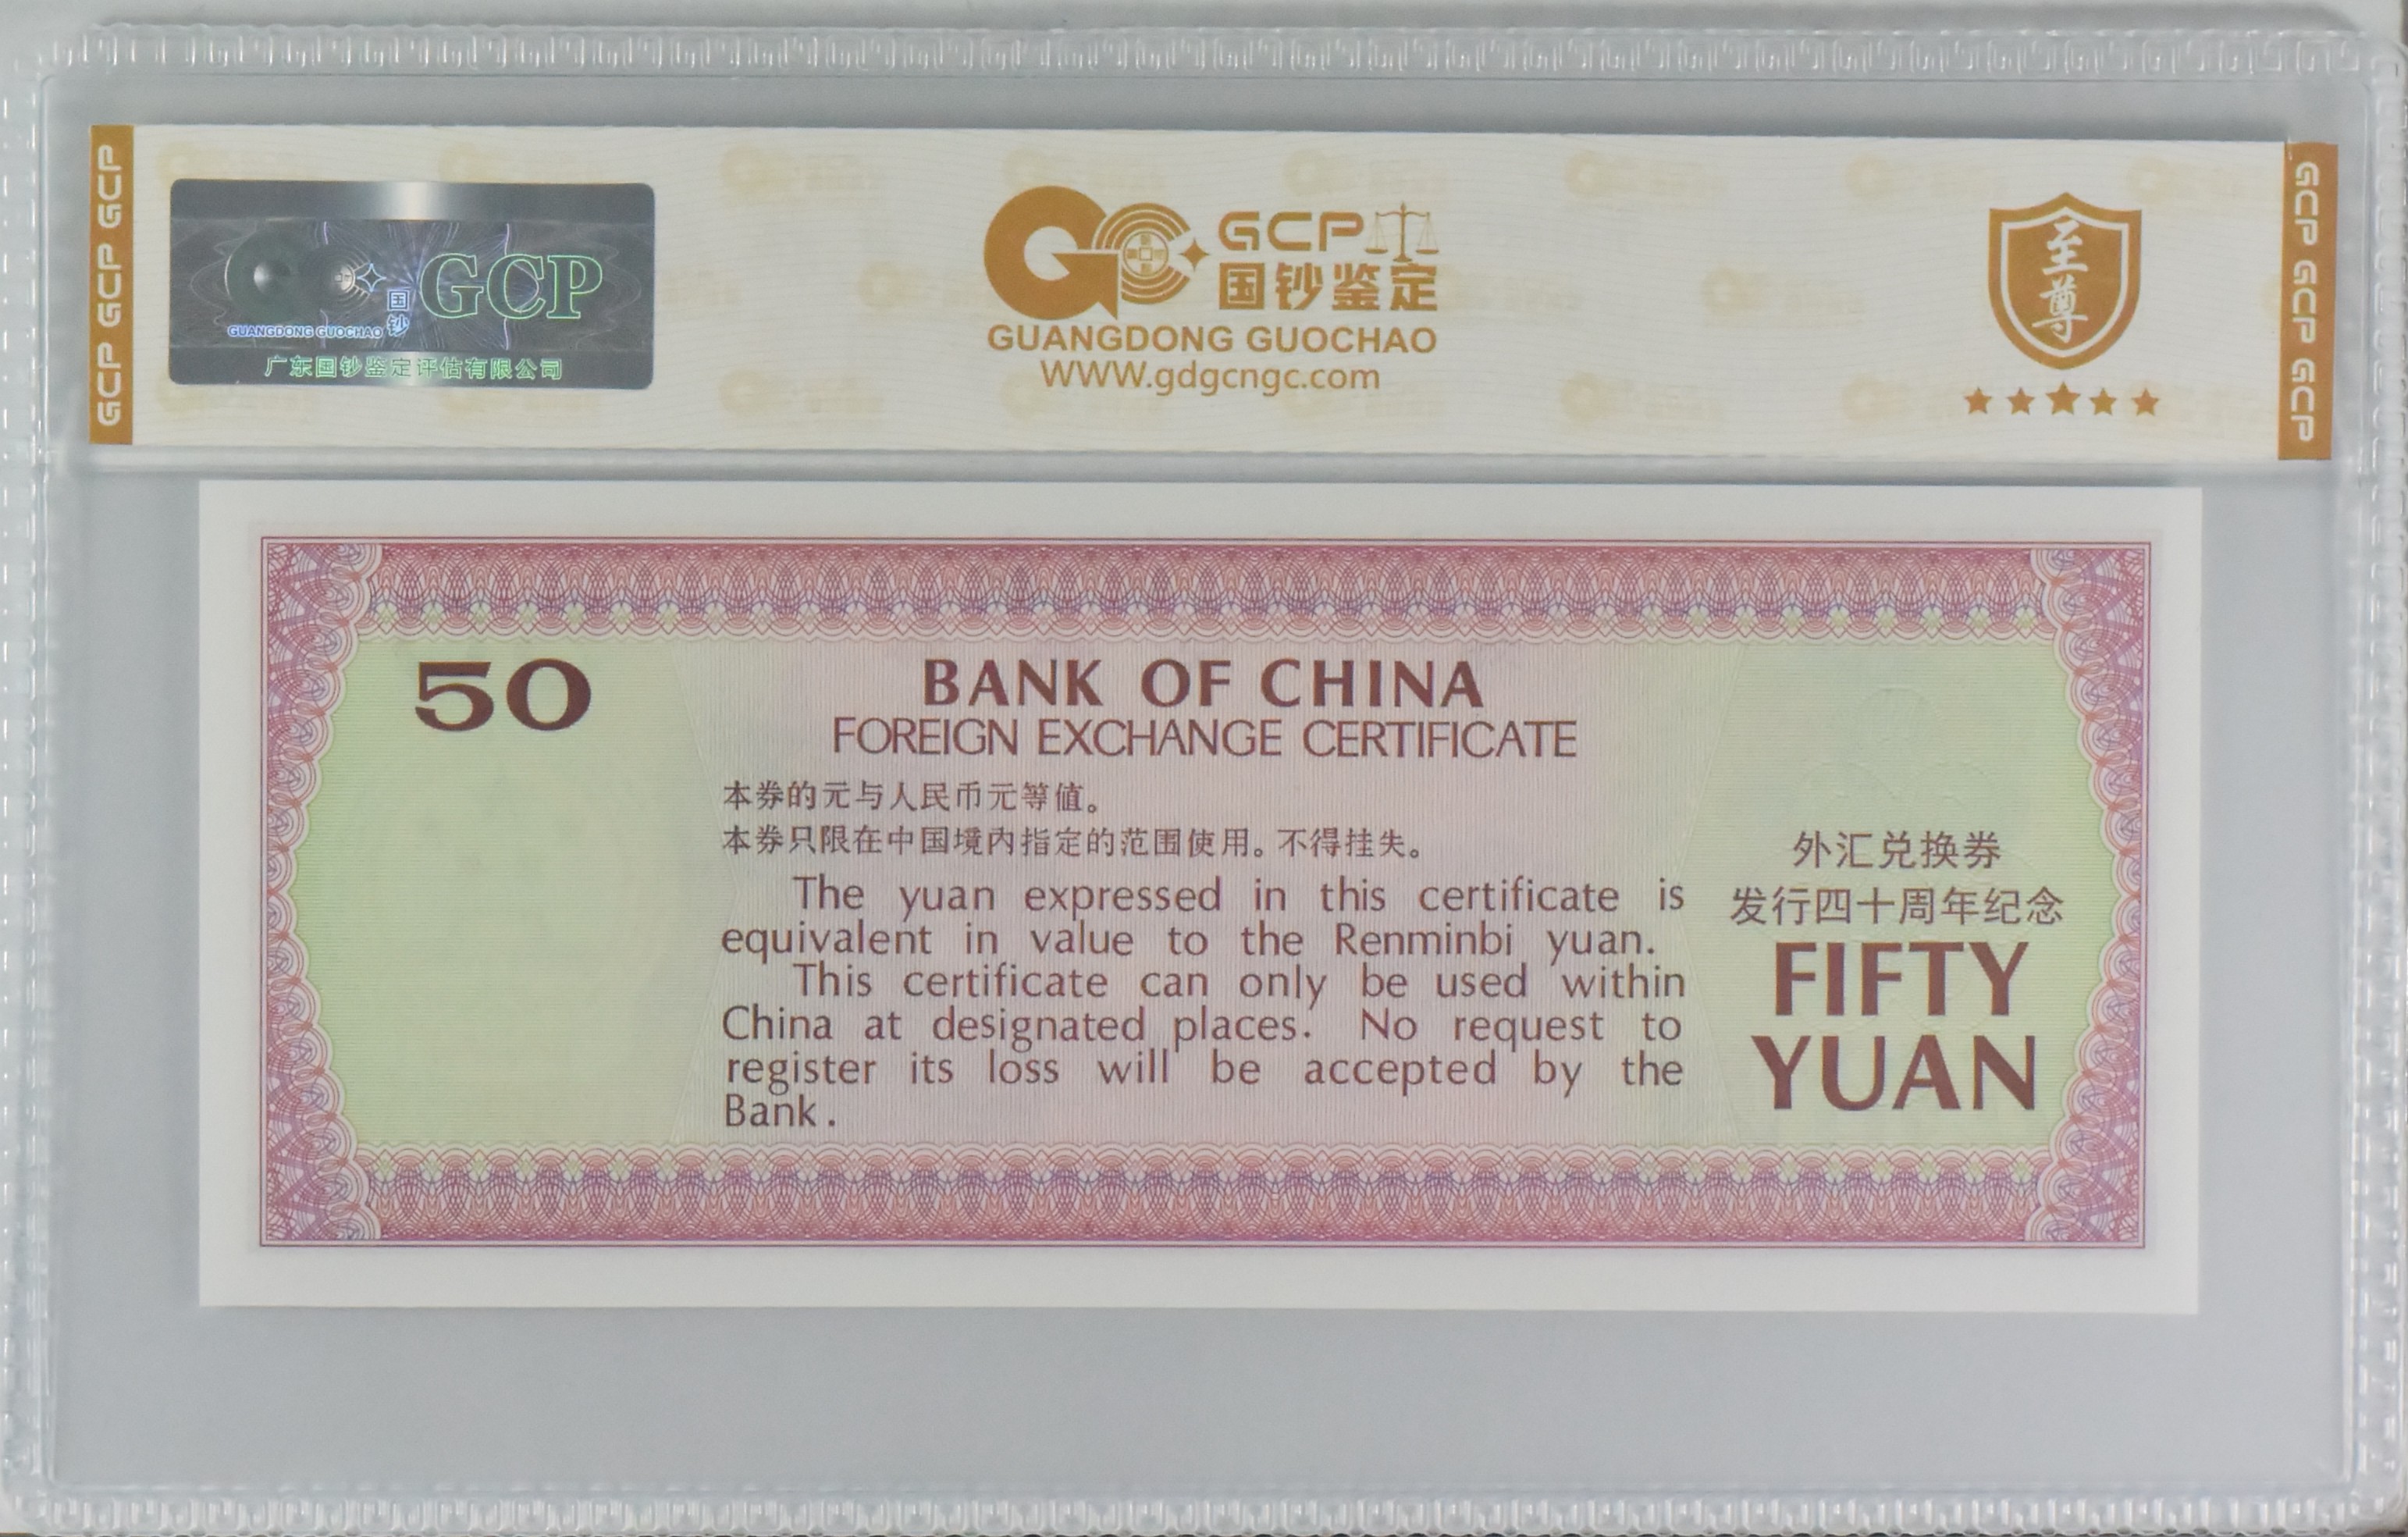 GCP GCP GCP
国钞
GCP
GUANGDONG GUOCHAO
广东国钞鉴定评估有限公司
GCP
国钞鉴定
GUANGDONG GUOCHAO
WWW.gdgcngc.com
至尊
GCP GCP GCP
50
BANK OF CHINA
FOREIGN EXCHANGE CERTIFICATE
本券的元与人民币元等值。
本券只限在中国境内指定的范围使用。不得挂失。
The yuan expressed in this certificate is
equivalent in value to the Renminbi yuan.
This certificate can only be used within
China at designated places. No request to
register its loss will be accepted by the
Bank.
外汇兑换券
发行四十周年纪念
FIFTY
YUAN